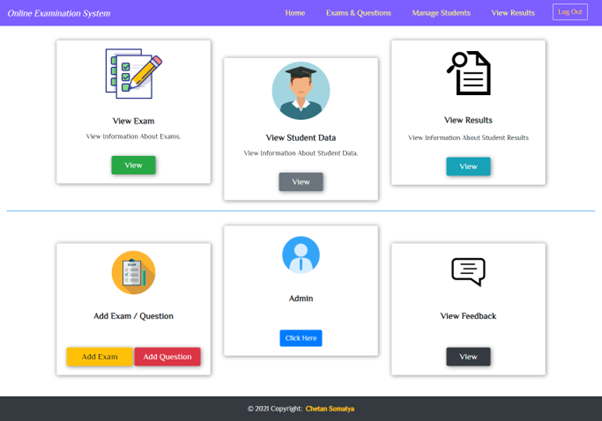 Online Examination System
Home
Exams & Questions
Manage Students
View Results
Log Out
View Exam
View Information About Exams.
View
View Student Data
View Information About Student Data.
View
View Results
View Information About Student Results
View
Add Exam / Question
Add Exam
Add Question
Admin
Click Here
View Feedback
View
© 2021 Copyright: Chetan Somaiya